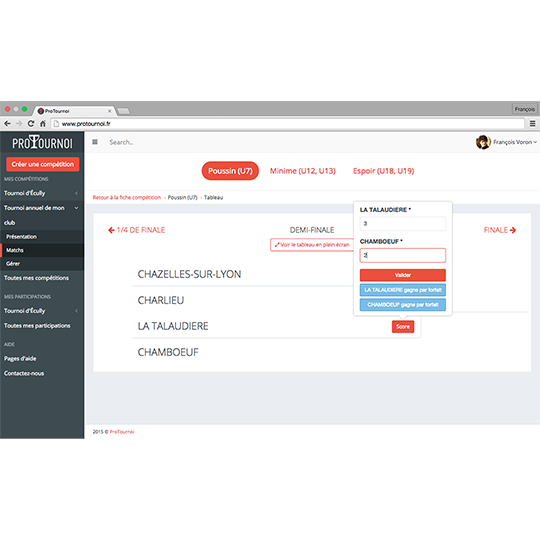 ProTournoi
François
www.protournoi.fr
PROTOURNOI
Search...
François Voron
Créer une compétition
MES COMPÉTITIONS
Tournoi d'Écully
Tournoi annuel de mon
club
Présentation
Matchs
Gérer
Toutes mes compétitions
MES PARTICIPATIONS
Tournoi d'Écully
Toutes mes participations
AIDE
Pages d'aide
Contactez-nous
Poussin (U7)
Minime (U12, U13)
Espoir (U18, U19)
Retour à la fiche compétition
Poussin (U7)
Tableau
1/4 DE FINALE
DEMI-FINALE
FINALE
Voir le tableau en plein écran
CHAZELLES-SUR-LYON
CHARLIEU
LA TALAUDIERE
CHAMBOEUF
LA TALAUDIERE *
3
CHAMBOEUF *
2
Valider
LA TALAUDIERE gagne par forfait
CHAMBOEUF gagne par forfait
Score
2015 © ProTournoi